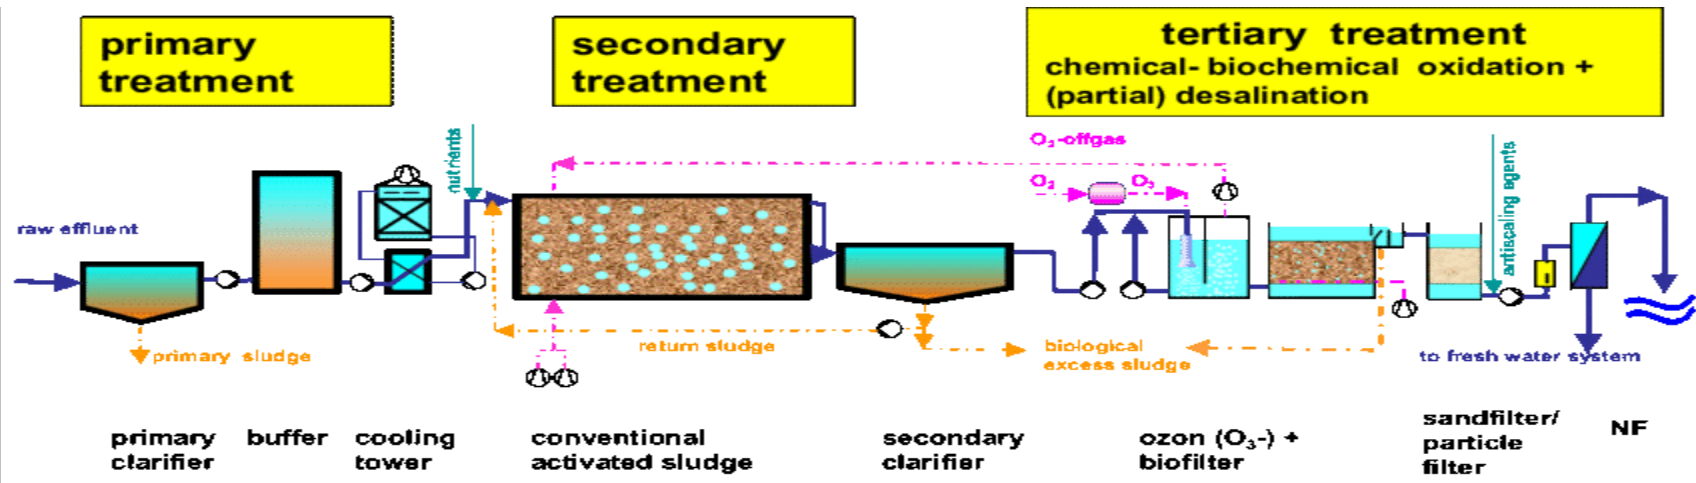 primary
treatment
secondary
treatment
tertiary treatment
chemical- biochemical oxidation +
(partial) desalination
raw effluent
nutrients
O₂-offgas
O₂
O₃
antiscaling agents
primary sludge
return sludge
biological
excess sludge
to fresh water system
primary
clarifier
buffer
cooling
tower
conventional
activated sludge
secondary
clarifier
ozon (O₃-) +
biofilter
sandfilter/
particle
filter
NF